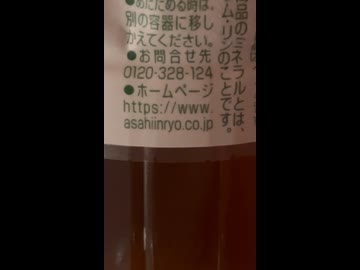 ●あたためる時は、
別の容器に移し
かえてください。
●お問合せ先
0120-328-124
●ホームページ
https://www.
asahiinryo.co.jp
品のミネラルとは、
ム・リンのことです。